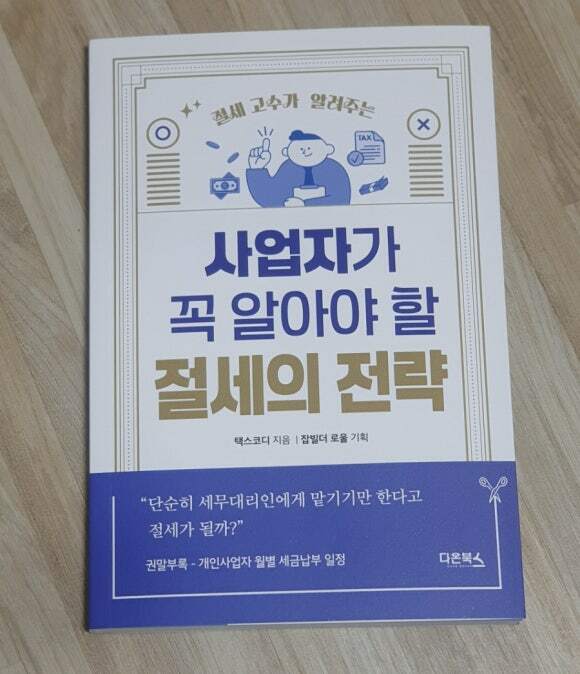 절세 고수가 알려주는
O
X
TAX
사업자가
꼭 알아야 할
절세의 전략
택스코디 지음 | 잡빌더 로울 기획
“단순히 세무대리인에게 맡기기만 한다고
절세가 될까?”
권말부록 - 개인사업자 월별 세금납부 일정
다온북스